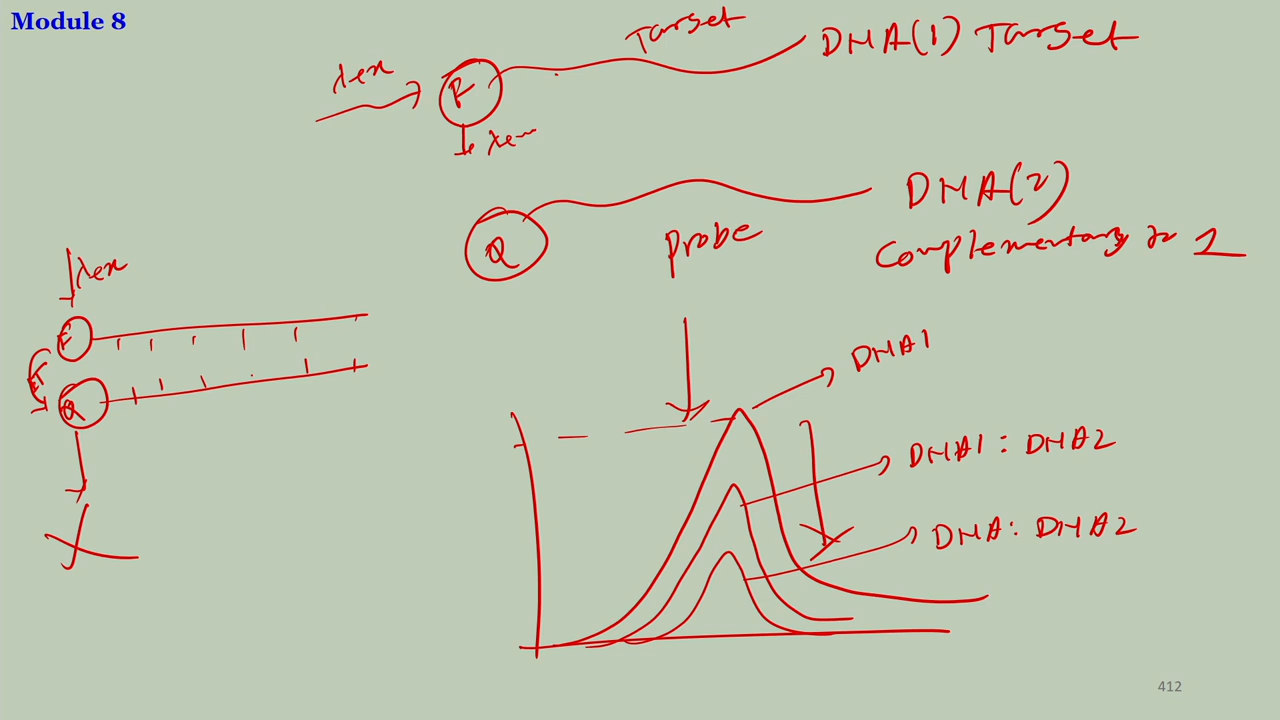 Module 8
Target
DNA(1) Target
λex
F
λem
DNA(2)
Q
Probe
Complementary to 1
λex
F
ET
Q
DNA1
DNA1 : DNA2
DNA : DNA2
412